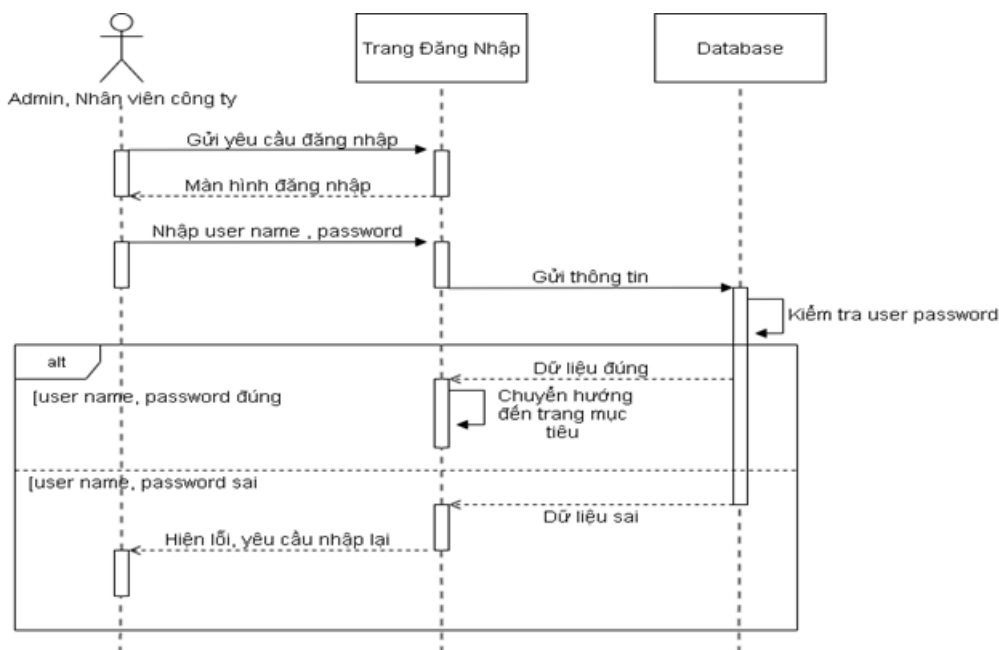 Trang Đăng Nhập
Database
Admin, Nhân viên công ty
Gửi yêu cầu đăng nhập
Màn hình đăng nhập
Nhập user name , password
Gửi thông tin
Kiểm tra user password
alt
Dữ liệu đúng
[user name, password đúng
Chuyển hướng
đến trang mục
tiêu
[user name, password sai
Dữ liệu sai
Hiện lỗi, yêu cầu nhập lại